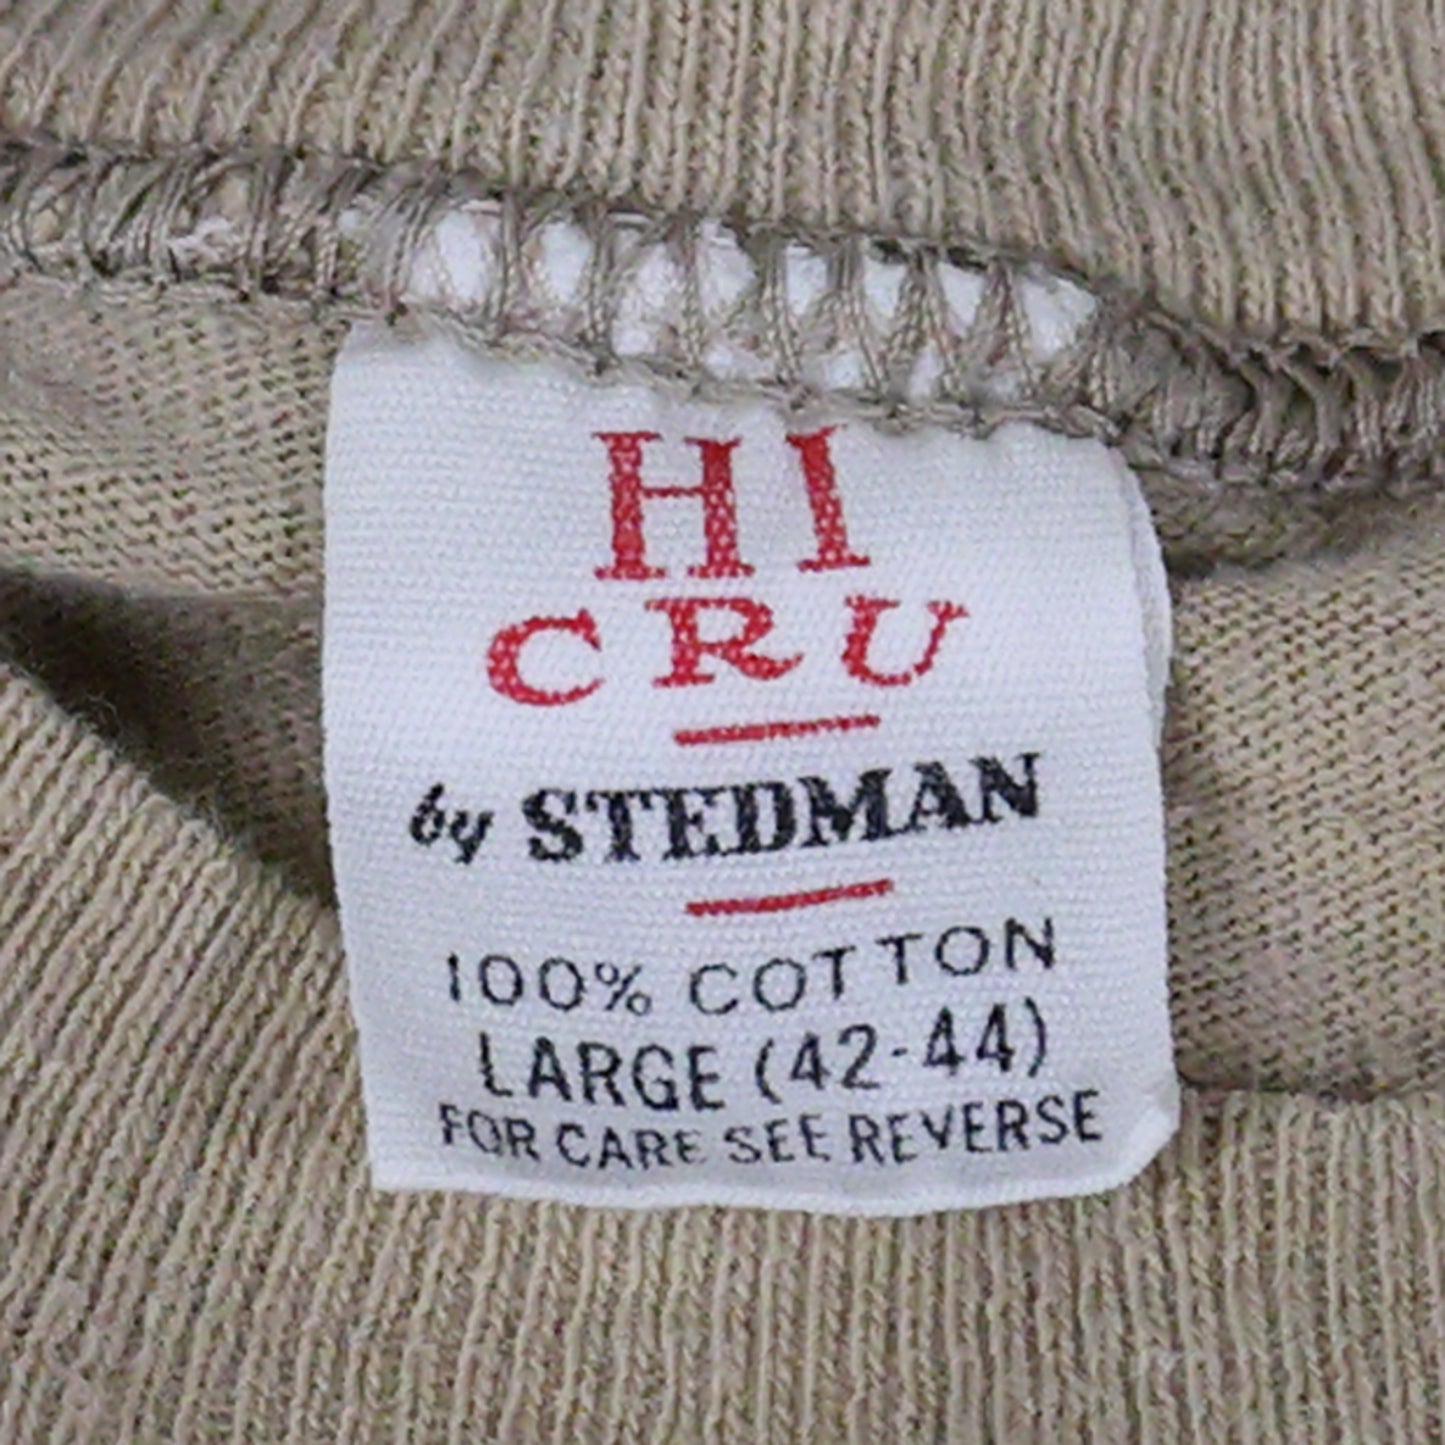 HI
CRU
by STEDMAN
100% COTTON
LARGE (42-44)
FOR CARE SEE REVERSE